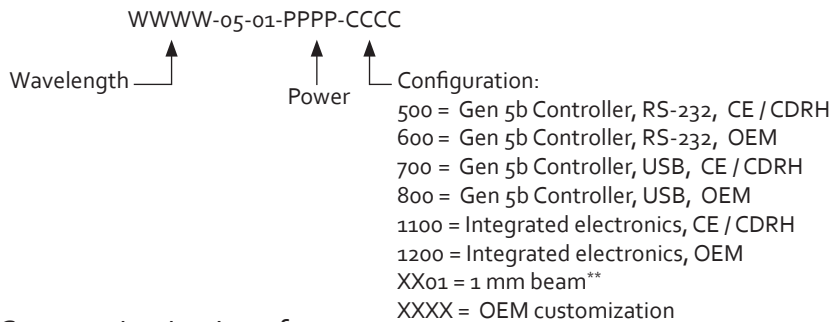 WWWW-05-01-PPPP-CCCC
Wavelength
Power
Configuration:
500 = Gen 5b Controller, RS-232, CE / CDRH
600 = Gen 5b Controller, RS-232, OEM
700 = Gen 5b Controller, USB, CE / CDRH
800 = Gen 5b Controller, USB, OEM
1100 = Integrated electronics, CE / CDRH
1200 = Integrated electronics, OEM
XX01 = 1 mm beam**
XXXX = OEM customization